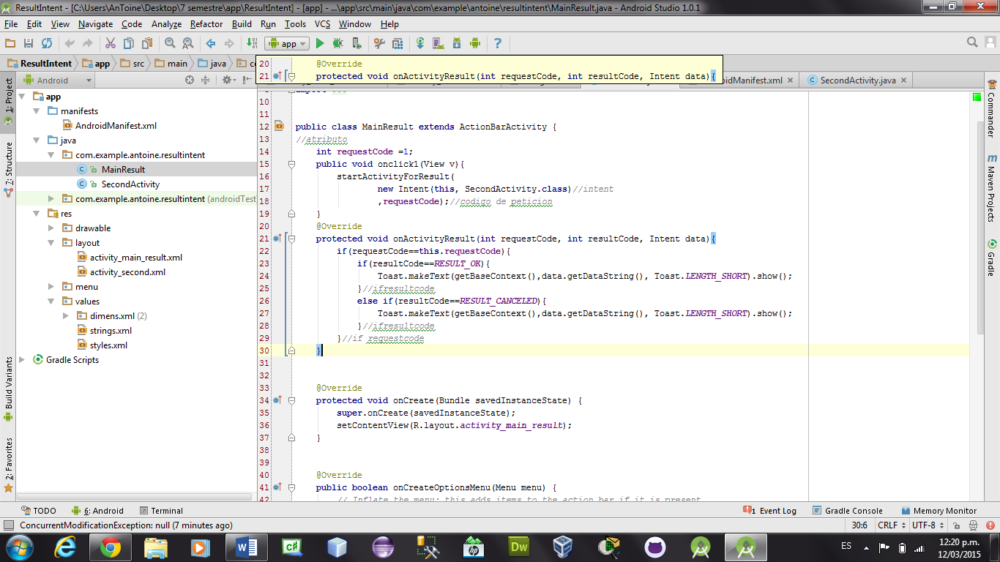 ResultIntent - [C:\Users\AnToine\Desktop\7 semestre\app\ResultIntent] - [app] - ...\app\src\main\java\com\example\antoine\resultintent\MainResult.java - Android Studio 1.0.1
File Edit View Navigate Code Analyze Refactor Build Run Tools VCS Window Help
app
ResultIntent app src main java
20 @Override
21 protected void onActivityResult(int requestCode, int resultCode, Intent data){
Android
AndroidManifest.xml SecondActivity.java
1: Project
7: Structure
Build Variants
2: Favorites
app
manifests
AndroidManifest.xml
java
com.example.antoine.resultintent
MainResult
SecondActivity
com.example.antoine.resultintent (androidTest
res
drawable
layout
activity_main_result.xml
activity_second.xml
menu
values
dimens.xml (2)
strings.xml
styles.xml
Gradle Scripts
10
11
12 public class MainResult extends ActionBarActivity {
13 //atributo
14 int requestCode =1;
15 public void onclick1(View v){
16 startActivityForResult(
17 new Intent(this, SecondActivity.class)//intent
18 ,requestCode);//codigo de peticion
19 }
20 @Override
21 protected void onActivityResult(int requestCode, int resultCode, Intent data){
22 if(requestCode==this.requestCode){
23 if(resultCode==RESULT_OK){
24 Toast.makeText(getBaseContext(),data.getDataString(), Toast.LENGTH_SHORT).show();
25 }//ifresultcode
26 else if(resultCode==RESULT_CANCELED){
27 Toast.makeText(getBaseContext(),data.getDataString(), Toast.LENGTH_SHORT).show();
28 }//ifresultcode
29 }//if requestcode
30 }
31
32
33 @Override
34 protected void onCreate(Bundle savedInstanceState) {
35 super.onCreate(savedInstanceState);
36 setContentView(R.layout.activity_main_result);
37 }
38
39
40 @Override
41 public boolean onCreateOptionsMenu(Menu menu) {
42 // Inflate the menu; this adds items to the action bar if it is present.
Commander
Maven Projects
Gradle
TODO 6: Android Terminal 1 Event Log Gradle Console Memory Monitor
ConcurrentModificationException: null (7 minutes ago) 30:6 CRLF UTF-8
ES 12:20 p.m.
12/03/2015